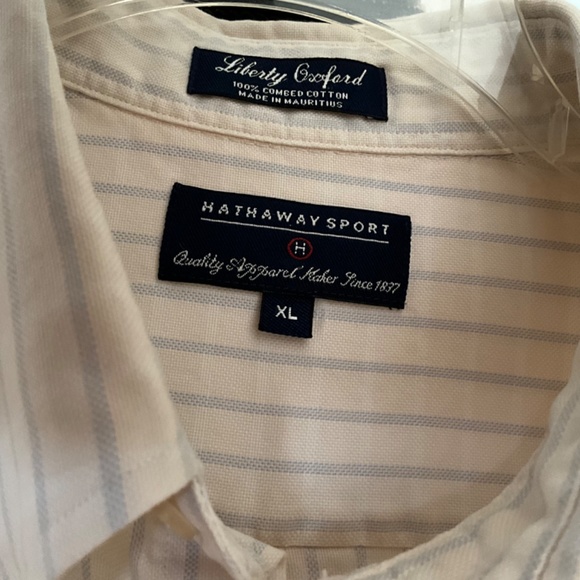 Liberty Oxford
100% COMBED COTTON
MADE IN MAURITIUS
HATHAWAY SPORT
H
Quality Apparel Maker Since 1837
XL